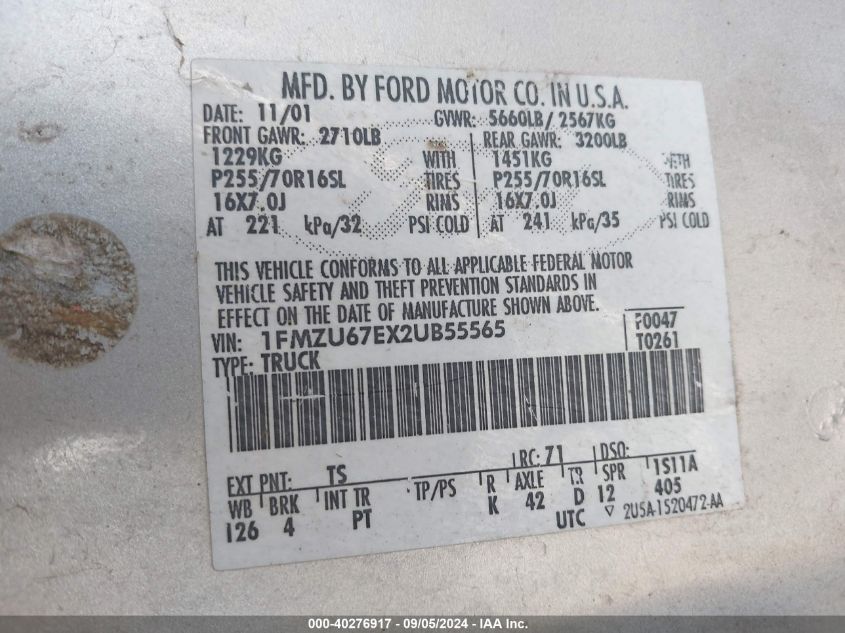 MFD. BY FORD MOTOR CO. IN U.S.A.
DATE: 11/01 GVWR: 5660LB/ 2567KG
FRONT GAWR: 2710LB REAR GAWR: 3200LB
1229KG WITH 1451KG WITH
P255/70R16SL TIRES P255/70R16SL TIRES
16X7.0J RIMS 16X7.0J RIMS
AT 221 kPa/32 PSI COLD AT 241 kPa/35 PSI COLD
THIS VEHICLE CONFORMS TO ALL APPLICABLE FEDERAL MOTOR
VEHICLE SAFETY AND THEFT PREVENTION STANDARDS IN
EFFECT ON THE DATE OF MANUFACTURE SHOWN ABOVE.
VIN: 1FMZU67EX2UB55565 F0047
TYPE: TRUCK T0261
EXT PNT: TS RC: 71 DSO:
WB BRK INT TR TP/PS R AXLE TR SPR 1S11A
126 4 PT K 42 D 12 405
UTC ▽ 2U5A-1520472-AA
000-40276917 - 09/05/2024 - IAA Inc.